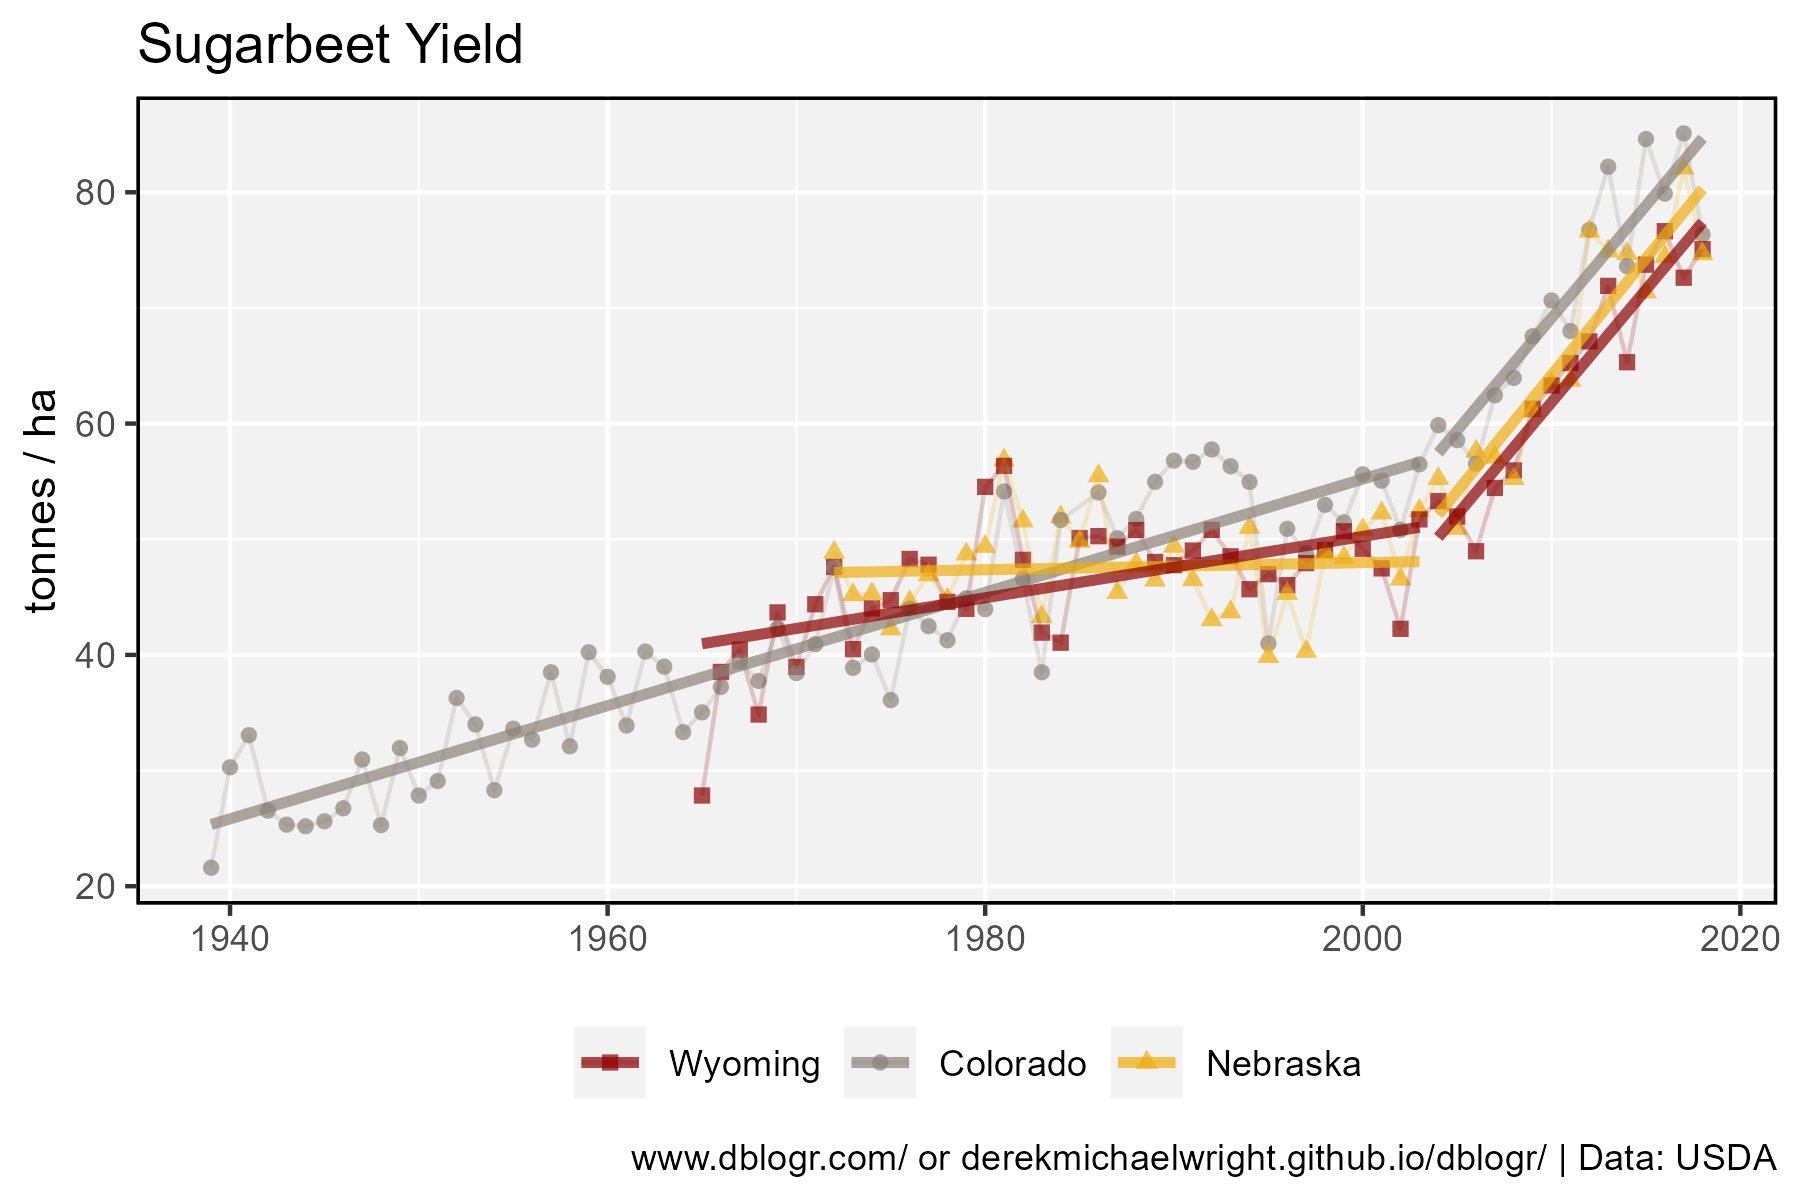 Sugarbeet Yield
tonnes / ha
80
60
40
20
1940 1960 1980 2000 2020
Wyoming Colorado Nebraska
www.dblogr.com/ or derekmichaelwright.github.io/dblogr/ | Data: USDA